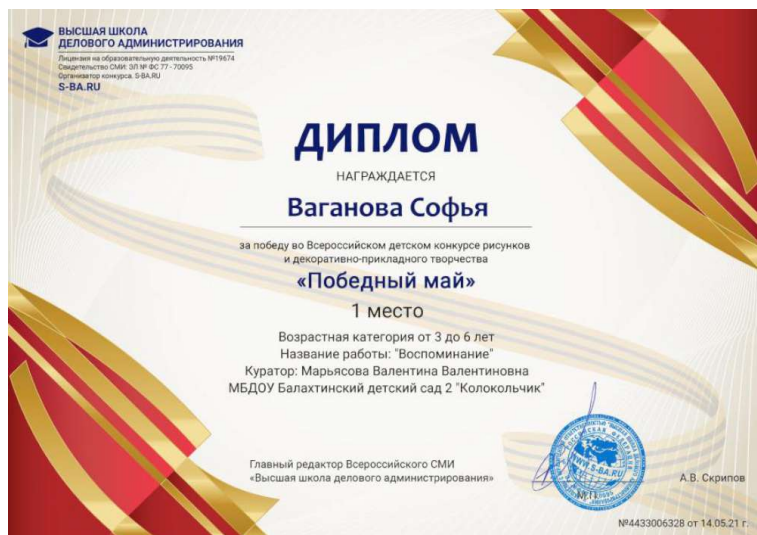 ВЫСШАЯ ШКОЛА
ДЕЛОВОГО АДМИНИСТРИРОВАНИЯ
Лицензия на образовательную деятельность №19674
Свидетельство СМИ: ЭЛ № ФС 77 - 70095
Организатор конкурса. S-BA.RU
S-BA.RU
ДИПЛОМ
НАГРАЖДАЕТСЯ
Ваганова Софья
за победу во Всероссийском детском конкурсе рисунков
и декоративно-прикладного творчества
«Победный май»
1 место
Возрастная категория от 3 до 6 лет
Название работы: "Воспоминание"
Куратор: Марьясова Валентина Валентиновна
МБДОУ Балахтинский детский сад 2 "Колокольчик"
Главный редактор Всероссийского СМИ
«Высшая школа делового администрирования»
WWW.S-BA.RU
М.П.
А.В. Скрипов
№4433006328 от 14.05.21 г.